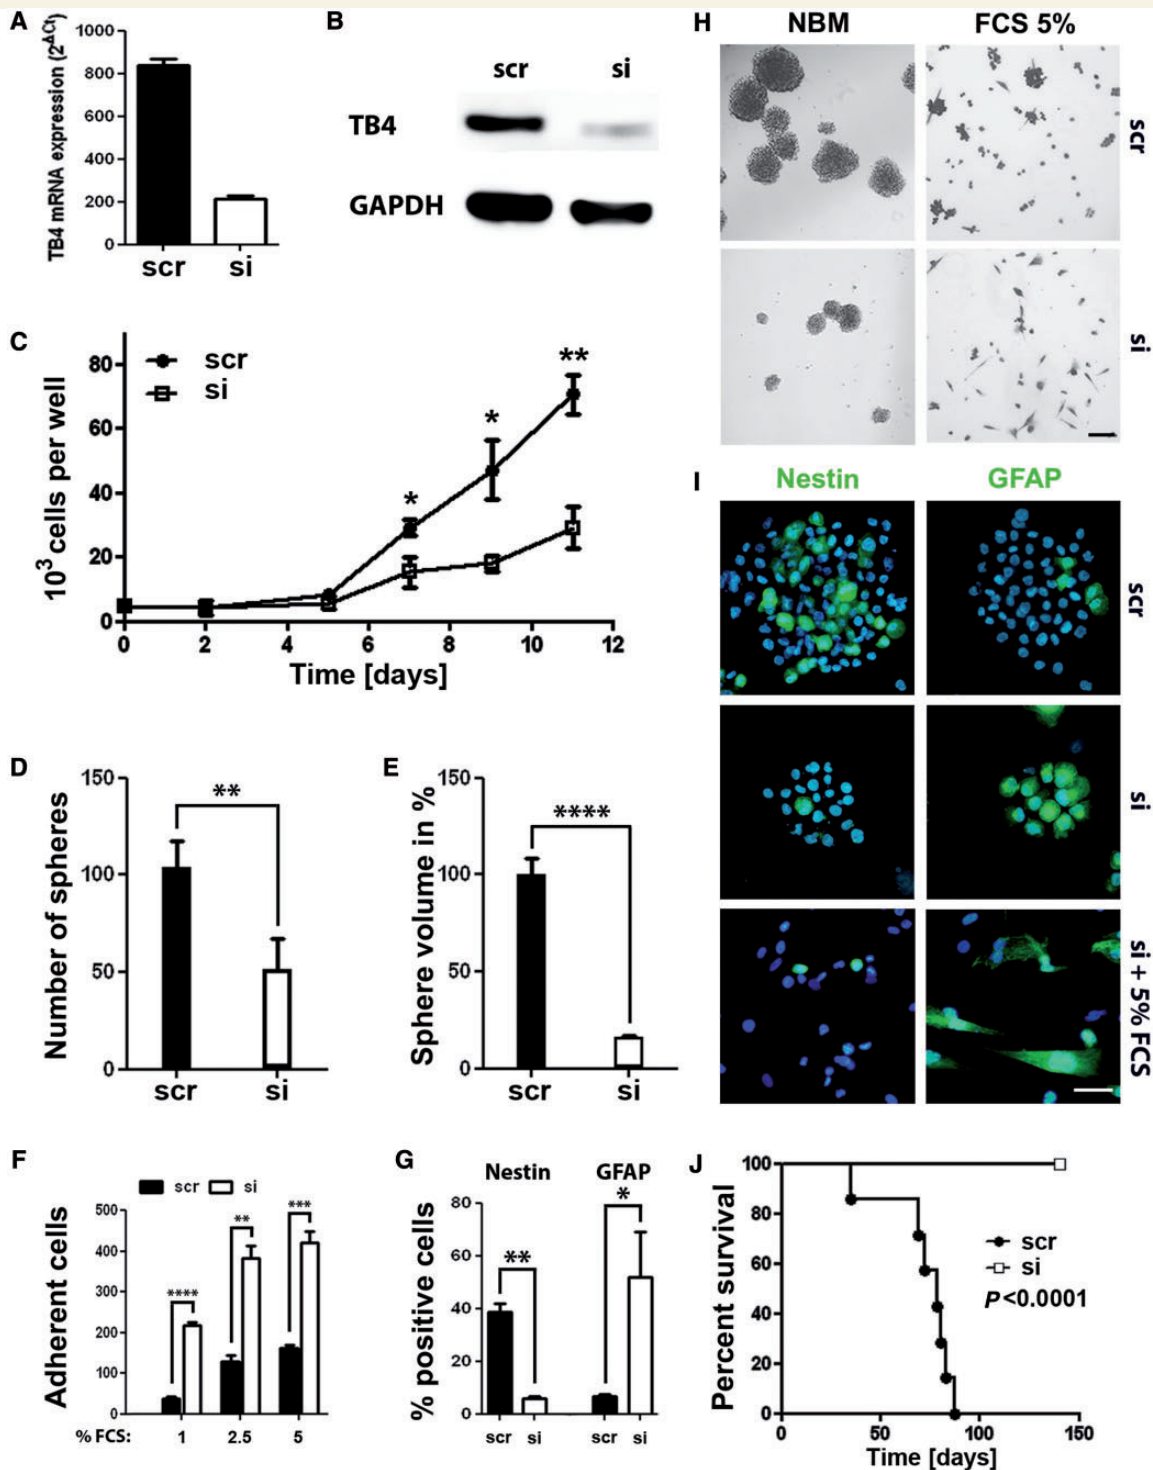 A
TB4 mRNA expression (2^ΔCt)
1000
800
600
400
200
0
scr si
B
scr si
TB4
GAPDH
C
scr
si
10³ cells per well
80
60
40
20
0
* * **
0 2 4 6 8 10 12
Time [days]
D
Number of spheres
150
100
50
0
**
scr si
E
Sphere volume in %
150
100
50
0
****
scr si
F
scr si
Adherent cells
500
400
300
200
100
0
**** ** ***
% FCS: 1 2.5 5
G
Nestin GFAP
% positive cells
80
60
40
20
0
** *
scr si scr si
H
NBM FCS 5%
scr
si
I
Nestin GFAP
scr
si
si + 5% FCS
J
Percent survival
100
80
60
40
20
0
scr
si
P<0.0001
0 50 100 150
Time [days]